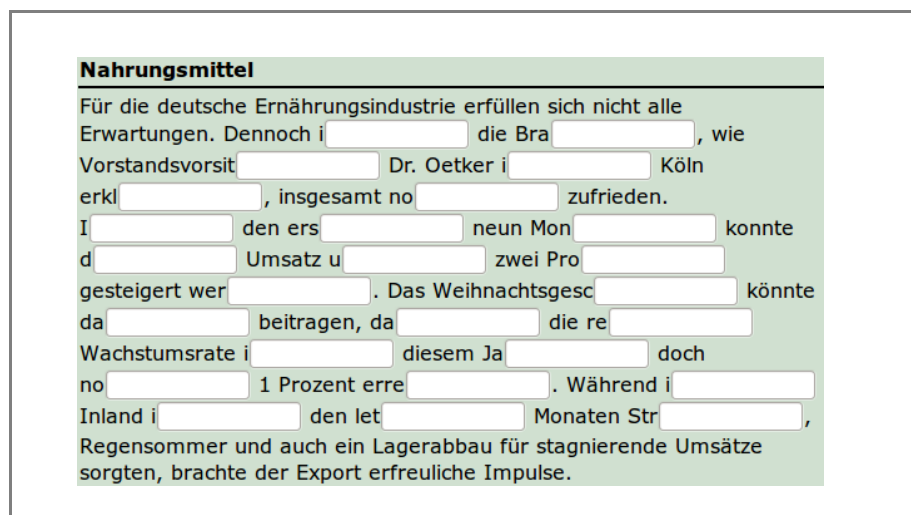 Nahrungsmittel
Für die deutsche Ernährungsindustrie erfüllen sich nicht alle
Erwartungen. Dennoch i die Bra , wie
Vorstandsvorsit Dr. Oetker i Köln
erkl , insgesamt no zufrieden.
I den ers neun Mon konnte
d Umsatz u zwei Pro
gesteigert wer . Das Weihnachtsgesc könnte
da beitragen, da die re
Wachstumsrate i diesem Ja doch
no 1 Prozent erre . Während i
Inland i den let Monaten Str ,
Regensommer und auch ein Lagerabbau für stagnierende Umsätze
sorgten, brachte der Export erfreuliche Impulse.